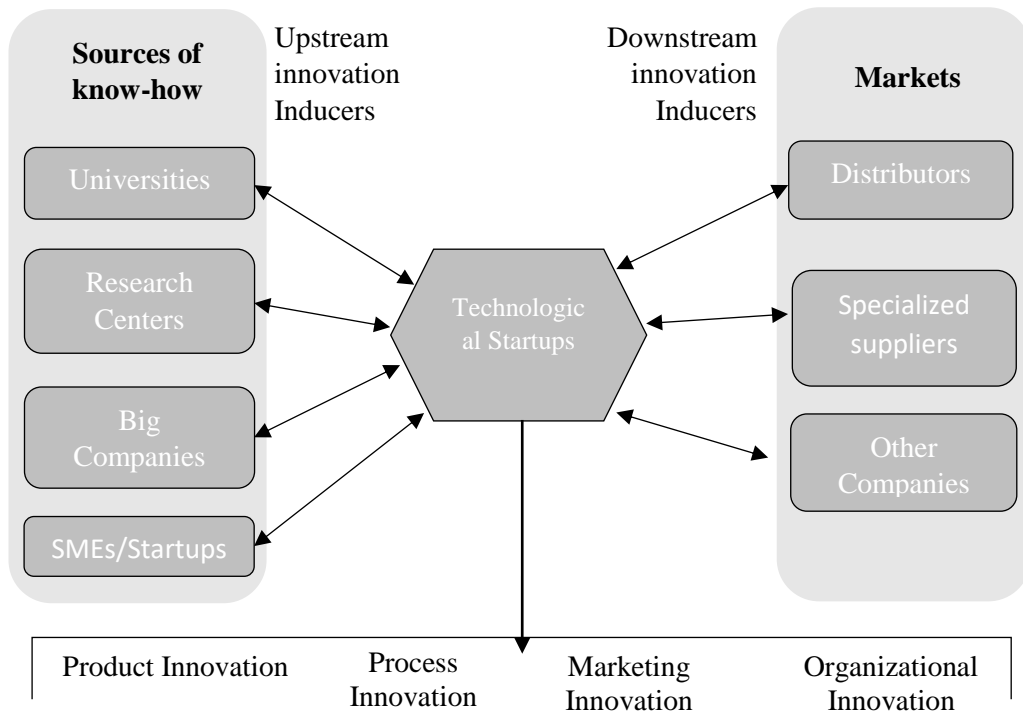 Sources of
know-how
Upstream
innovation
Inducers
Downstream
innovation
Inducers
Markets
Universities
Research
Centers
Big
Companies
SMEs/Startups
Technologic
al Startups
Distributors
Specialized
suppliers
Other
Companies
Product Innovation
Process
Innovation
Marketing
Innovation
Organizational
Innovation